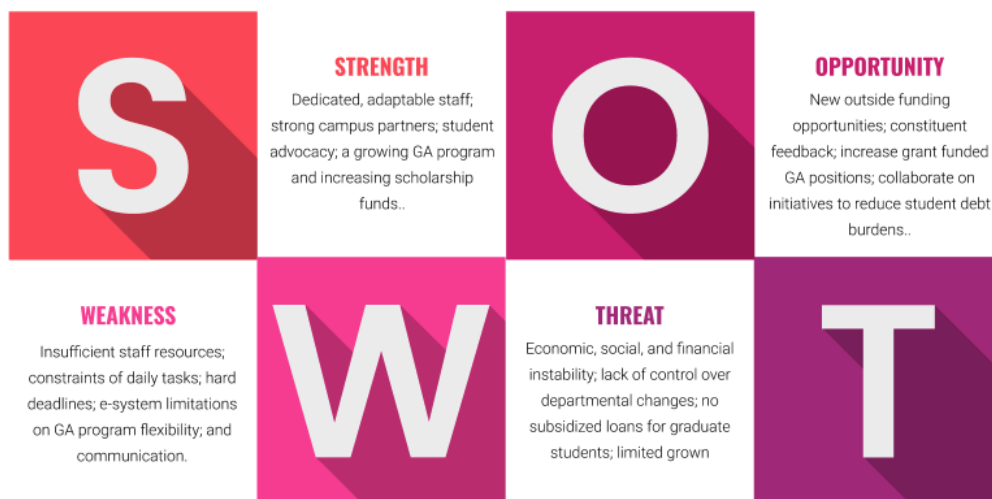 S
STRENGTH
Dedicated, adaptable staff;
strong campus partners; student
advocacy; a growing GA program
and increasing scholarship
funds..
O
OPPORTUNITY
New outside funding
opportunities; constituent
feedback; increase grant funded
GA positions; collaborate on
initiatives to reduce student debt
burdens..
WEAKNESS
Insufficient staff resources;
constraints of daily tasks; hard
deadlines; e-system limitations
on GA program flexibility; and
communication.
W
THREAT
Economic, social, and financial
instability; lack of control over
departmental changes; no
subsidized loans for graduate
students; limited grown
T